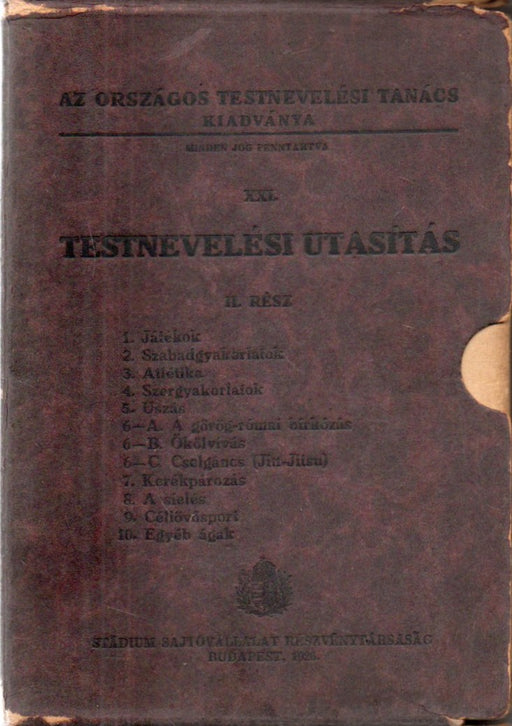 AZ ORSZÁGOS TESTNEVELÉSI TANÁCS
KIADVÁNYA
MINDEN JOG FENNTARTVA
XXI.
TESTNEVELÉSI UTASÍTÁS
II. RÉSZ
1. Játékok
2. Szabadgyakorlatok
3. Atlétika
4. Szergyakorlatok
5. Úszás
6—A. A görög-római birkózás
6—B. Ökölvívás
6—C. Cselgáncs (Jiu-Jitsu)
7. Kerékpározás
8. A síelés
9. Céllövősport
10. Egyéb ágak
STÁDIUM SAJTÓVÁLLALAT RÉSZVÉNYTÁRSASÁG
BUDAPEST, 1926.